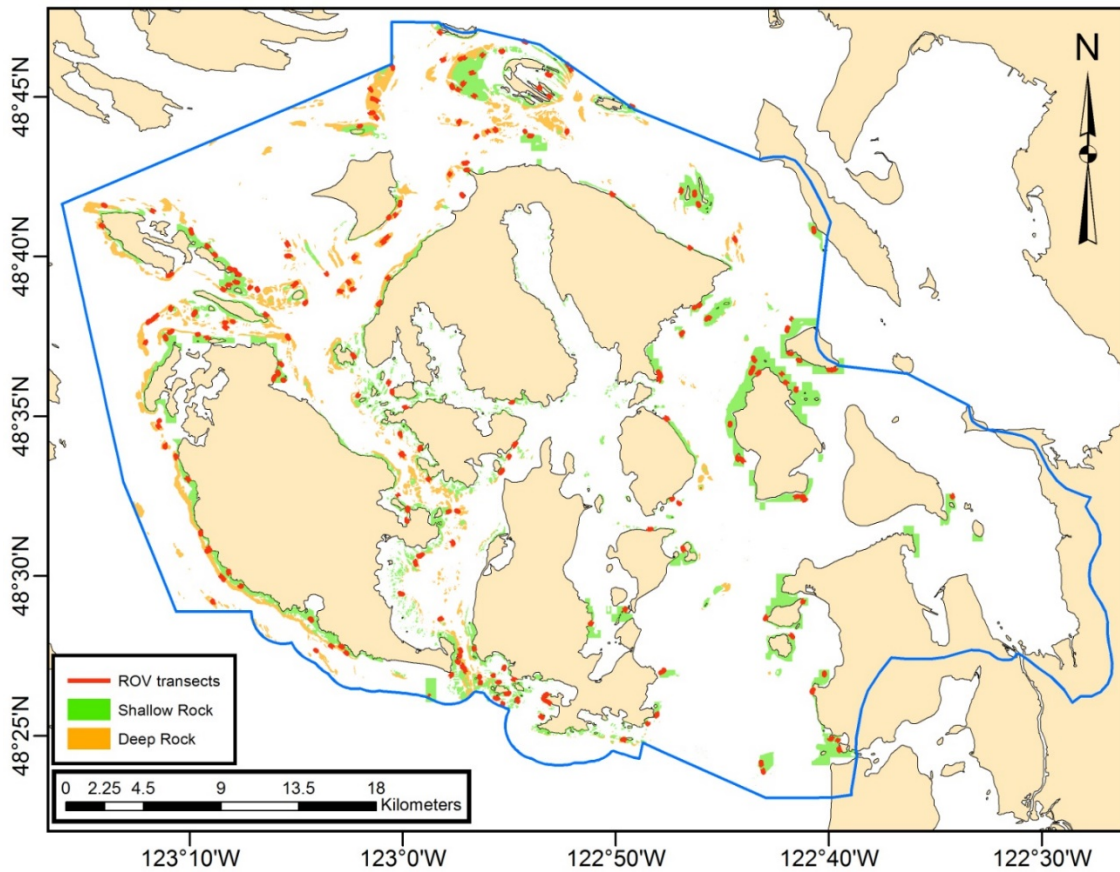 N
48°45'N
48°40'N
48°35'N
48°30'N
48°25'N
ROV transects
Shallow Rock
Deep Rock
0 2.25 4.5 9 13.5 18
Kilometers
123°10'W 123°0'W 122°50'W 122°40'W 122°30'W